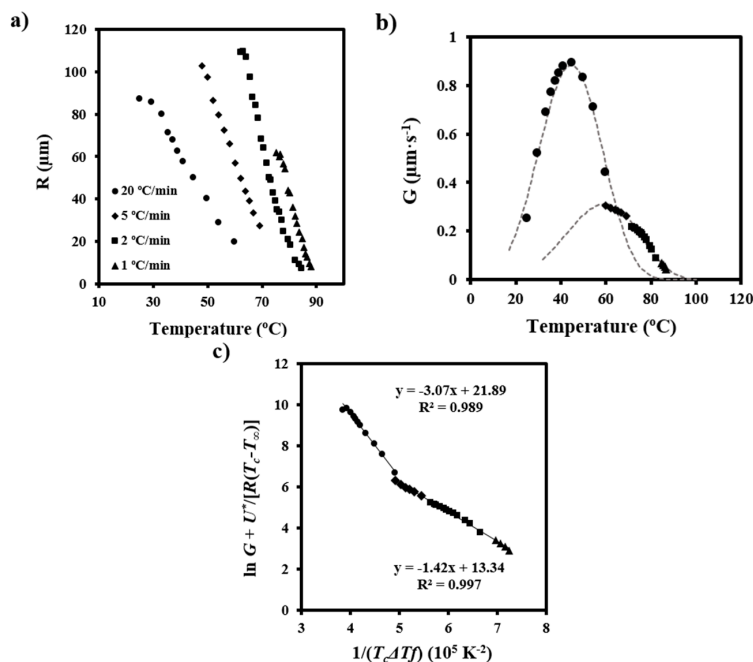 a)
120
100
80
60
40
20
0
R (μm)
20 ºC/min
5 ºC/min
2 ºC/min
1 ºC/min
10 30 50 70 90
Temperature (ºC)
b)
1
0.8
0.6
0.4
0.2
0
G (μm·s⁻¹)
0 20 40 60 80 100 120
Temperature (ºC)
c)
12
10
8
6
4
2
0
ln G + U*/[R(Tc-T∞)]
y = -3.07x + 21.89
R² = 0.989
y = -1.42x + 13.34
R² = 0.997
3 4 5 6 7 8
1/(TcΔTf) (10⁵ K⁻²)